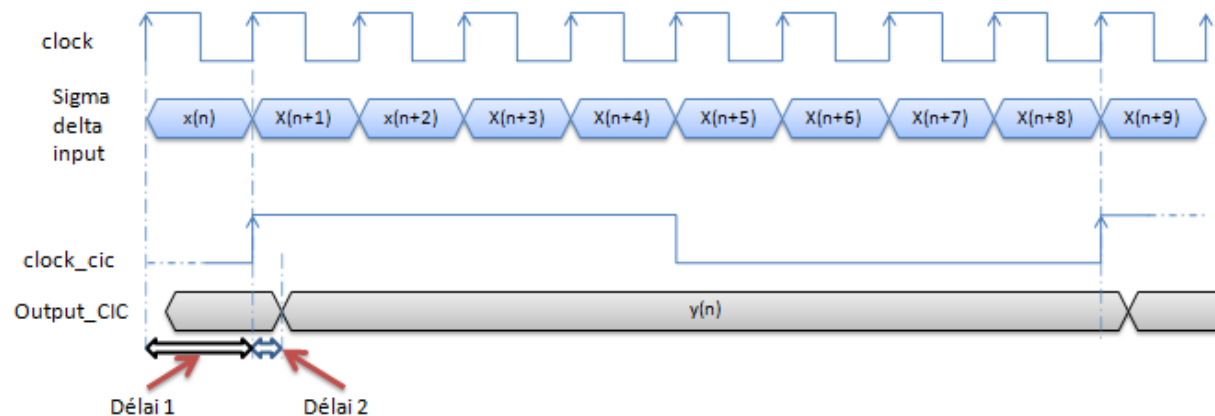 clock
Sigma
delta
input
x(n) X(n+1) x(n+2) X(n+3) X(n+4) X(n+5) X(n+6) X(n+7) X(n+8) X(n+9)
clock_cic
Output_CIC
y(n)
Délai 1
Délai 2